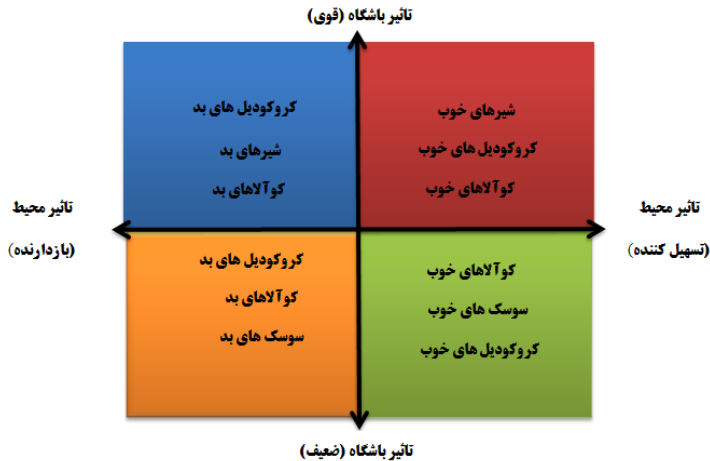 تاثیر باشگاه (قوی)
شیرهای خوب
کروکودیل های خوب
کوآلاهای خوب
کروکودیل های بد
شیرهای بد
کوآلاهای بد
تاثیر محیط
(تسهیل کننده)
تاثیر محیط
(بازدارنده)
کوآلاهای خوب
سوسک های خوب
کروکودیل های خوب
کروکودیل های بد
کوآلاهای بد
سوسک های بد
تاثیر باشگاه (ضعیف)